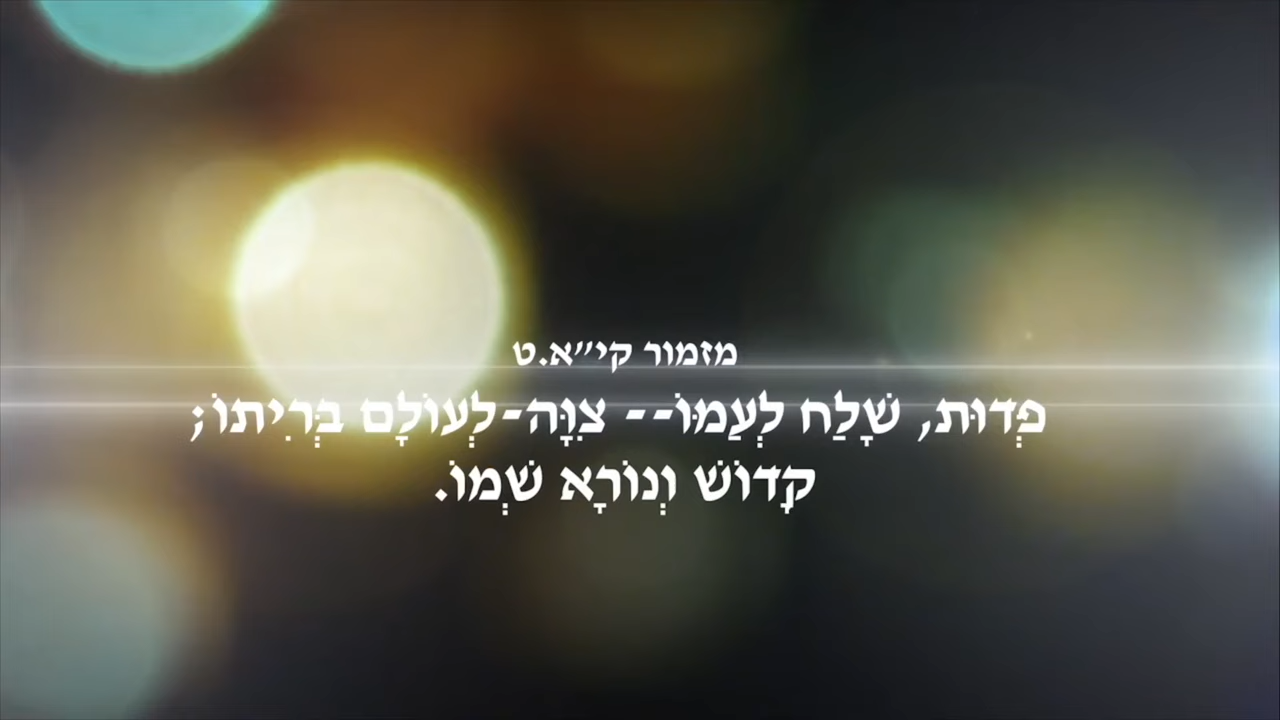 מזמור קי״א.ט
פְּדוּת, שָׁלַח לְעַמּוֹ-- צִוָּה-לְעוֹלָם בְּרִיתוֹ;
קָדוֹשׁ וְנוֹרָא שְׁמוֹ.